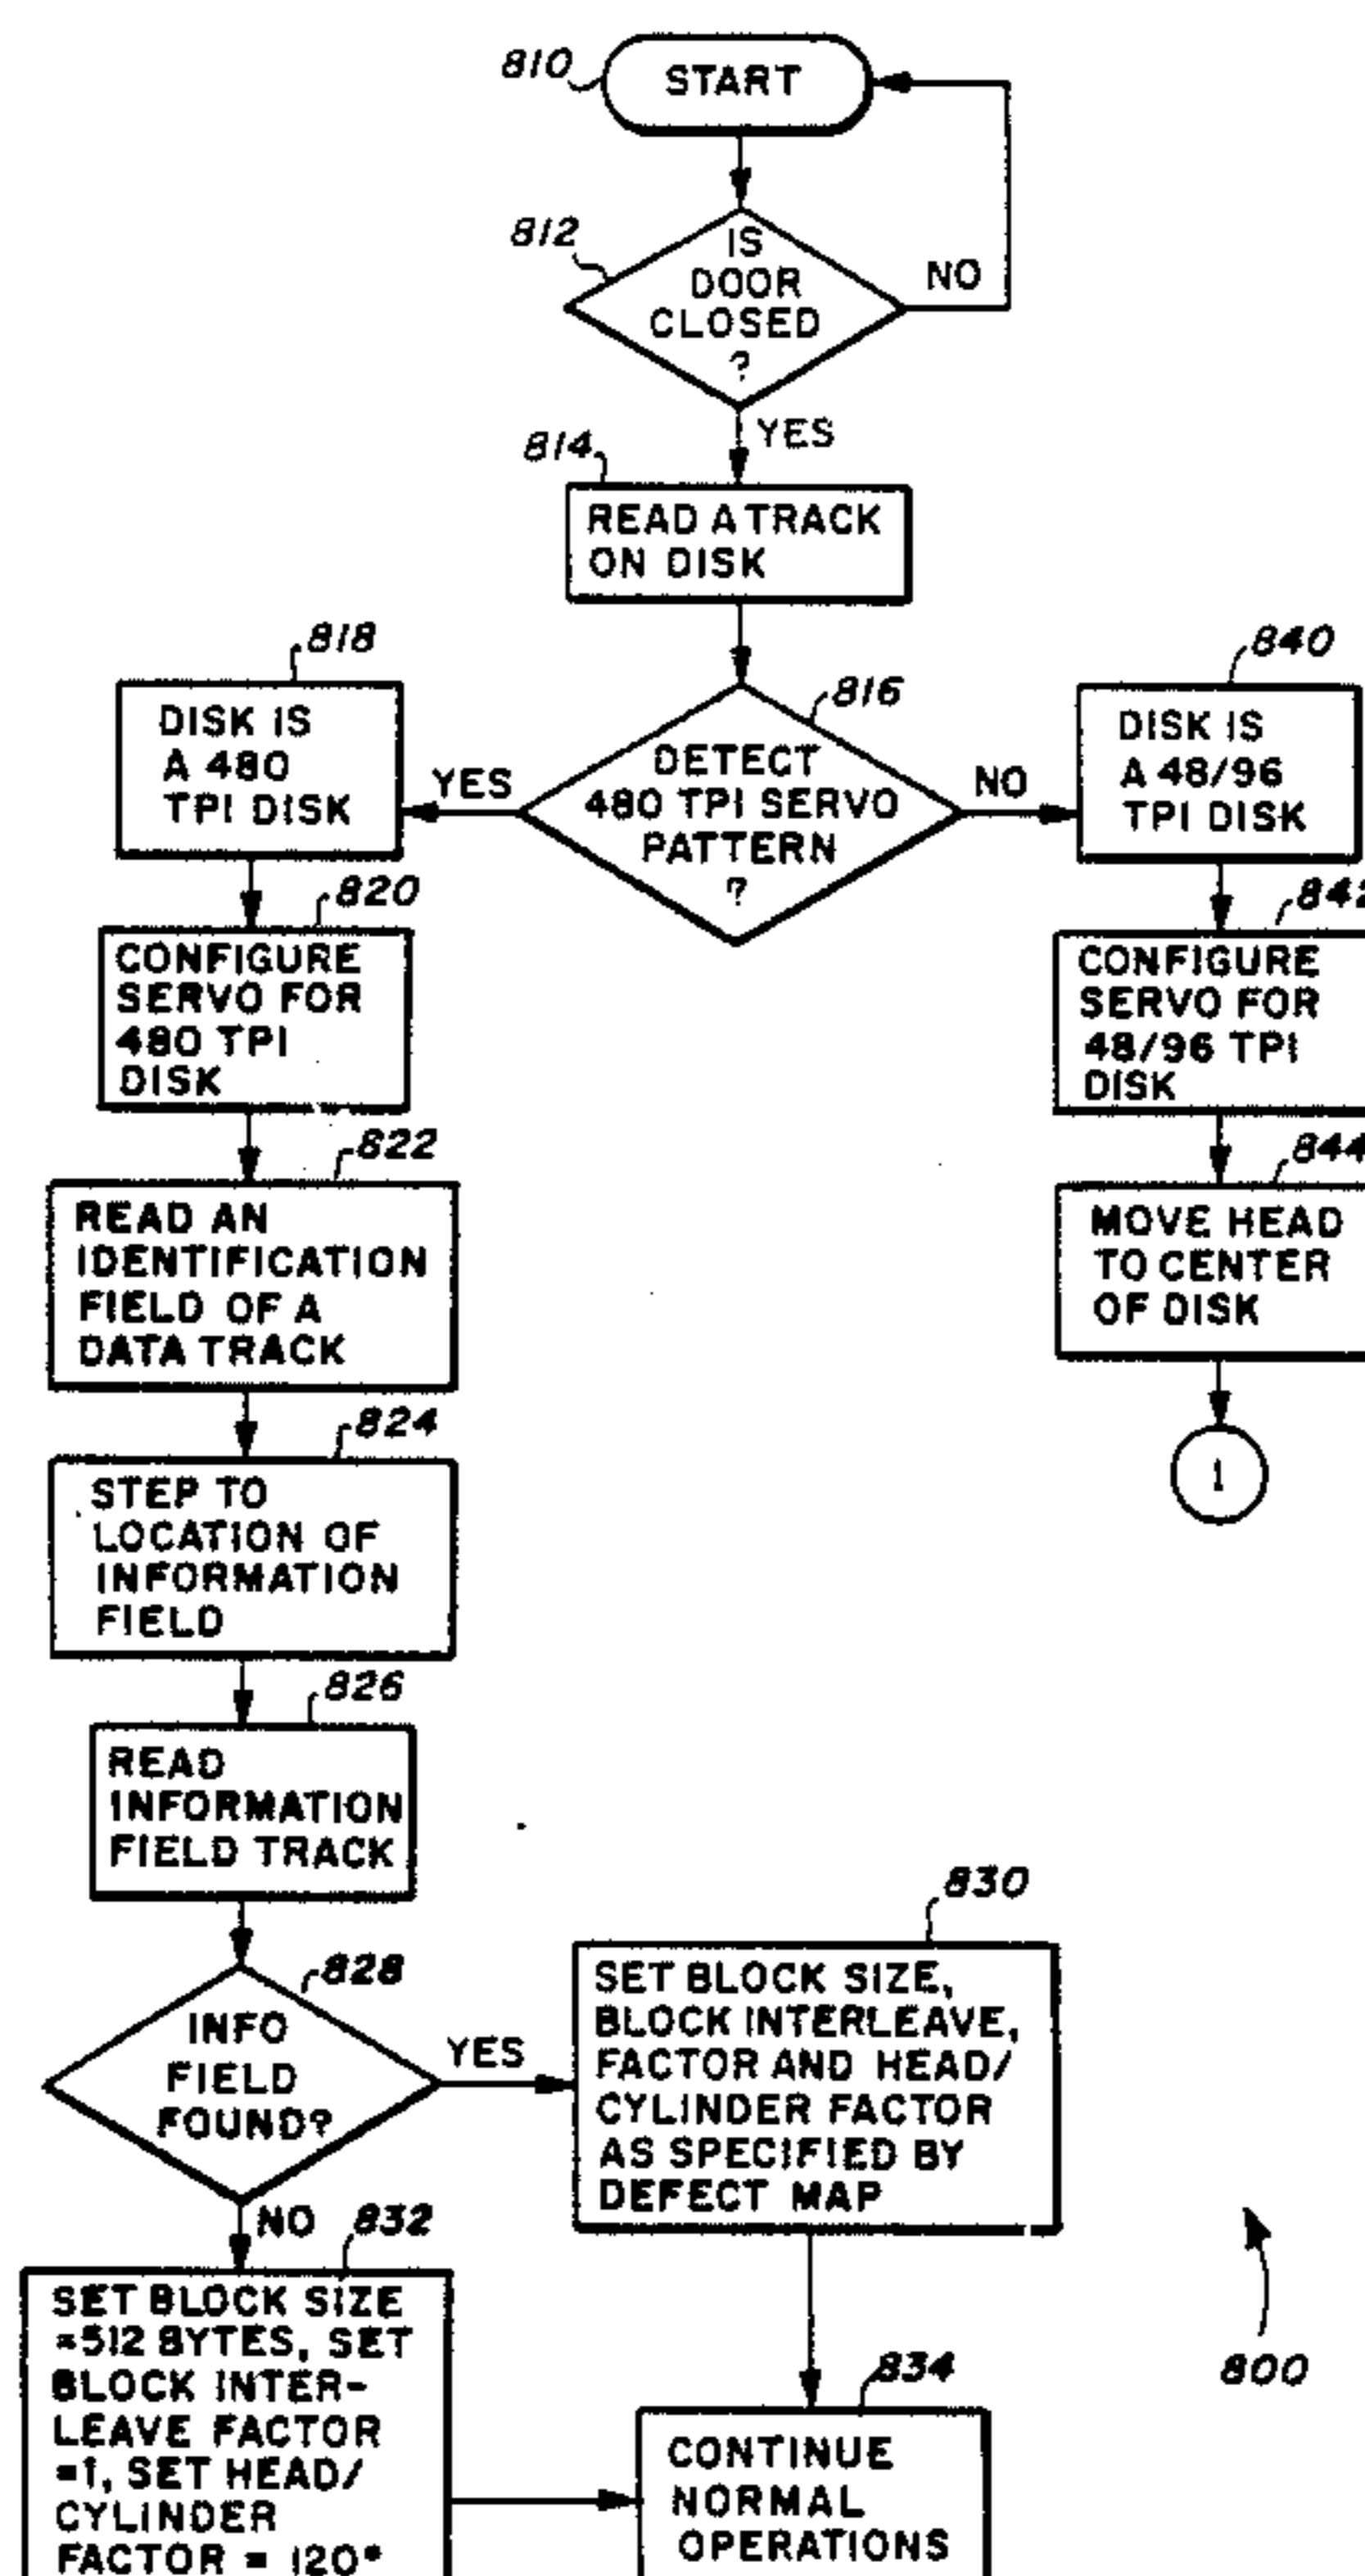 810
START
812
IS
DOOR
CLOSED
?
NO
YES
814
READ A TRACK
ON DISK
816
DETECT
480 TPI SERVO
PATTERN
?
YES
NO
818
DISK IS
A 480
TPI DISK
820
CONFIGURE
SERVO FOR
480 TPI
DISK
822
READ AN
IDENTIFICATION
FIELD OF A
DATA TRACK
824
STEP TO
LOCATION OF
INFORMATION
FIELD
826
READ
INFORMATION
FIELD TRACK
828
INFO
FIELD
FOUND?
YES
NO
830
SET BLOCK SIZE,
BLOCK INTERLEAVE,
FACTOR AND HEAD/
CYLINDER FACTOR
AS SPECIFIED BY
DEFECT MAP
832
SET BLOCK SIZE
=512 BYTES, SET
BLOCK INTER-
LEAVE FACTOR
=1, SET HEAD/
CYLINDER
FACTOR = 120°
834
CONTINUE
NORMAL
OPERATIONS
840
DISK IS
A 48/96
TPI DISK
842
CONFIGURE
SERVO FOR
48/96 TPI
DISK
844
MOVE HEAD
TO CENTER
OF DISK
1
800